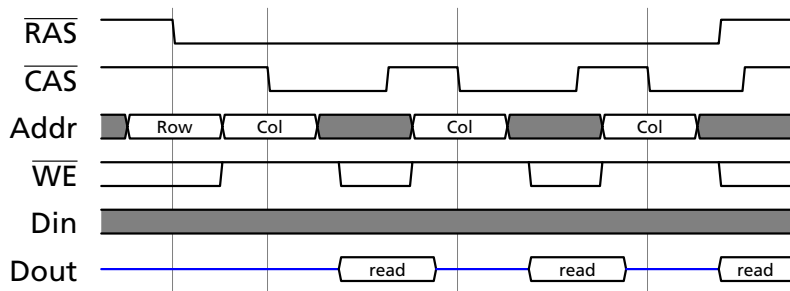 RAS
CAS
Addr Row Col Col Col
WE
Din
Dout read read read